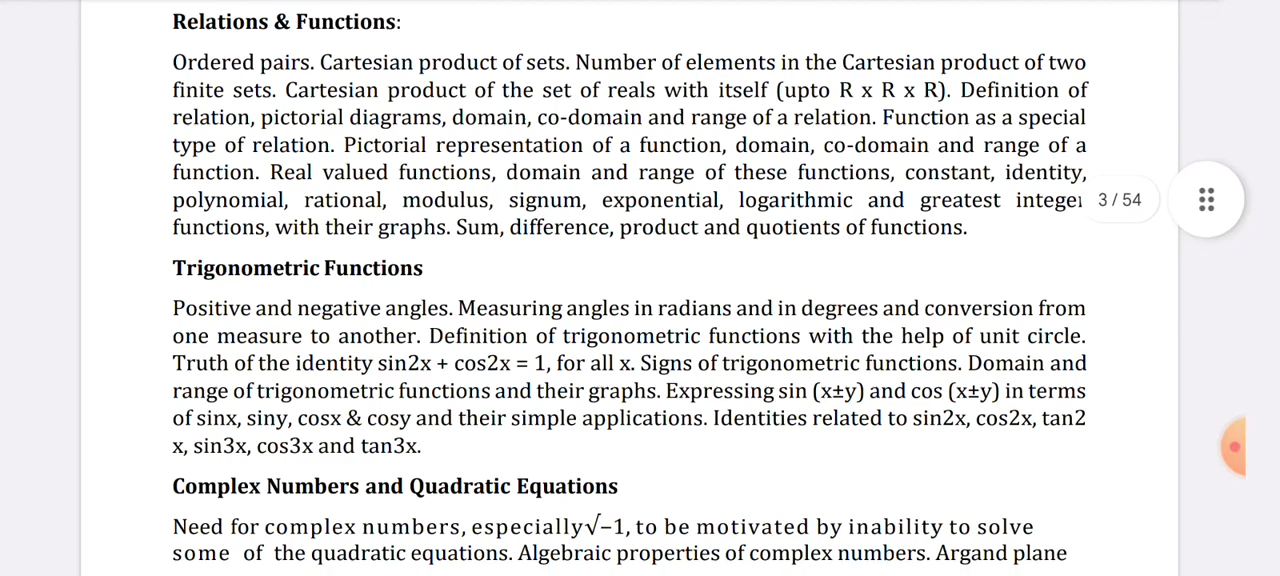 Relations & Functions:
Ordered pairs. Cartesian product of sets. Number of elements in the Cartesian product of two
finite sets. Cartesian product of the set of reals with itself (upto R x R x R). Definition of
relation, pictorial diagrams, domain, co-domain and range of a relation. Function as a special
type of relation. Pictorial representation of a function, domain, co-domain and range of a
function. Real valued functions, domain and range of these functions, constant, identity,
polynomial, rational, modulus, signum, exponential, logarithmic and greatest integer 3 / 54
functions, with their graphs. Sum, difference, product and quotients of functions.
Trigonometric Functions
Positive and negative angles. Measuring angles in radians and in degrees and conversion from
one measure to another. Definition of trigonometric functions with the help of unit circle.
Truth of the identity sin2x + cos2x = 1, for all x. Signs of trigonometric functions. Domain and
range of trigonometric functions and their graphs. Expressing sin (x±y) and cos (x±y) in terms
of sinx, siny, cosx & cosy and their simple applications. Identities related to sin2x, cos2x, tan2
x, sin3x, cos3x and tan3x.
Complex Numbers and Quadratic Equations
Need for complex numbers, especially√−1, to be motivated by inability to solve
some of the quadratic equations. Algebraic properties of complex numbers. Argand plane